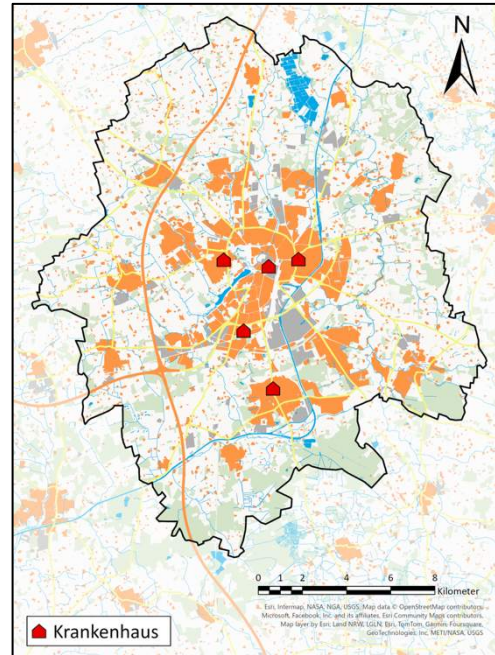 N
0 1 2 4 6 8
Kilometer
Esri, Intermap, NASA, NGA, USGS, Map data © OpenStreetMap contributors,
Microsoft, Facebook, Inc. and its affiliates, Esri Community Maps contributors,
Map layer by Esri, Land NRW, LGLN, Esri, TomTom, Garmin, Foursquare,
GeoTechnologies, Inc, METI/NASA, USGS
Krankenhaus